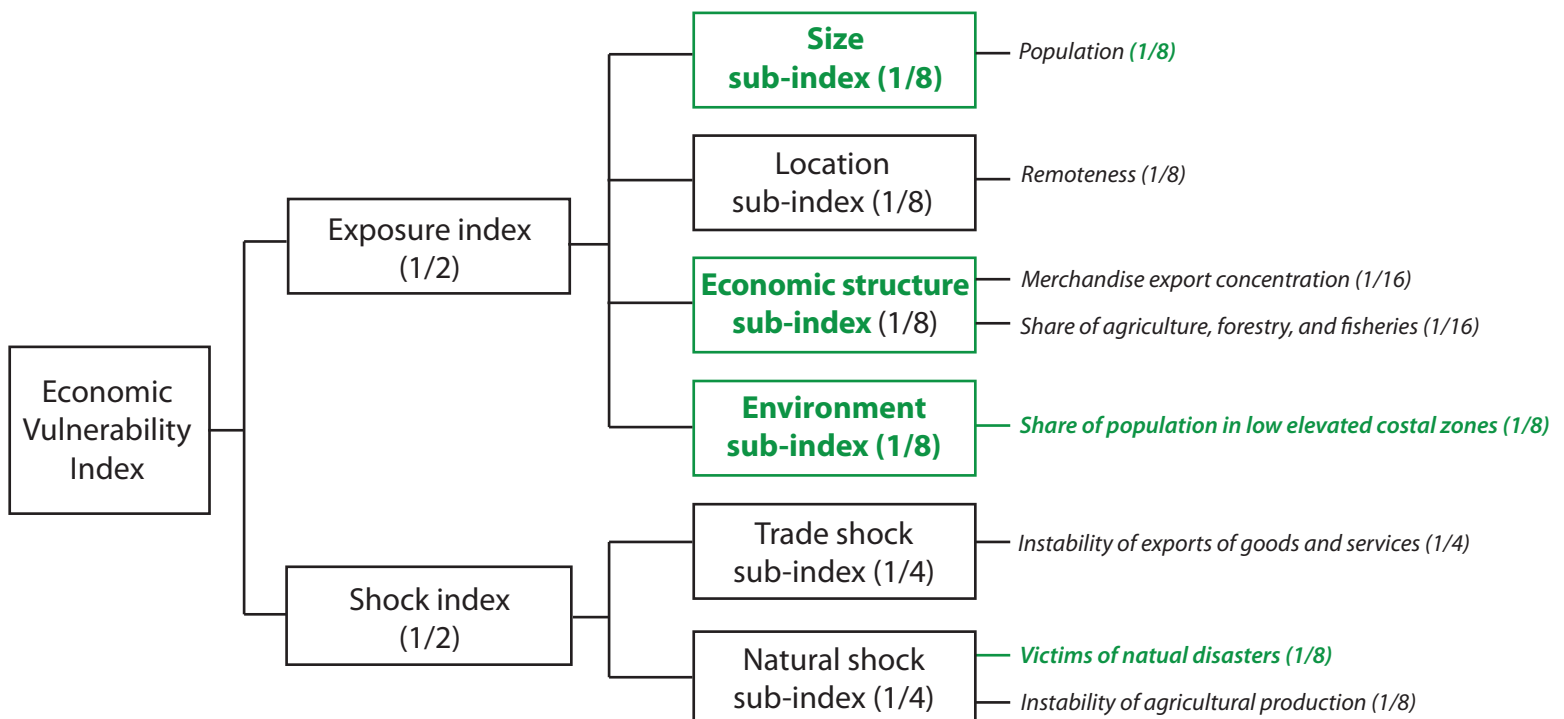 Economic
Vulnerability
Index
Exposure index
(1/2)
Size
sub-index (1/8)
Population (1/8)
Location
sub-index (1/8)
Remoteness (1/8)
Economic structure
sub-index (1/8)
Merchandise export concentration (1/16)
Share of agriculture, forestry, and fisheries (1/16)
Environment
sub-index (1/8)
Share of population in low elevated costal zones (1/8)
Shock index
(1/2)
Trade shock
sub-index (1/4)
Instability of exports of goods and services (1/4)
Natural shock
sub-index (1/4)
Victims of natual disasters (1/8)
Instability of agricultural production (1/8)